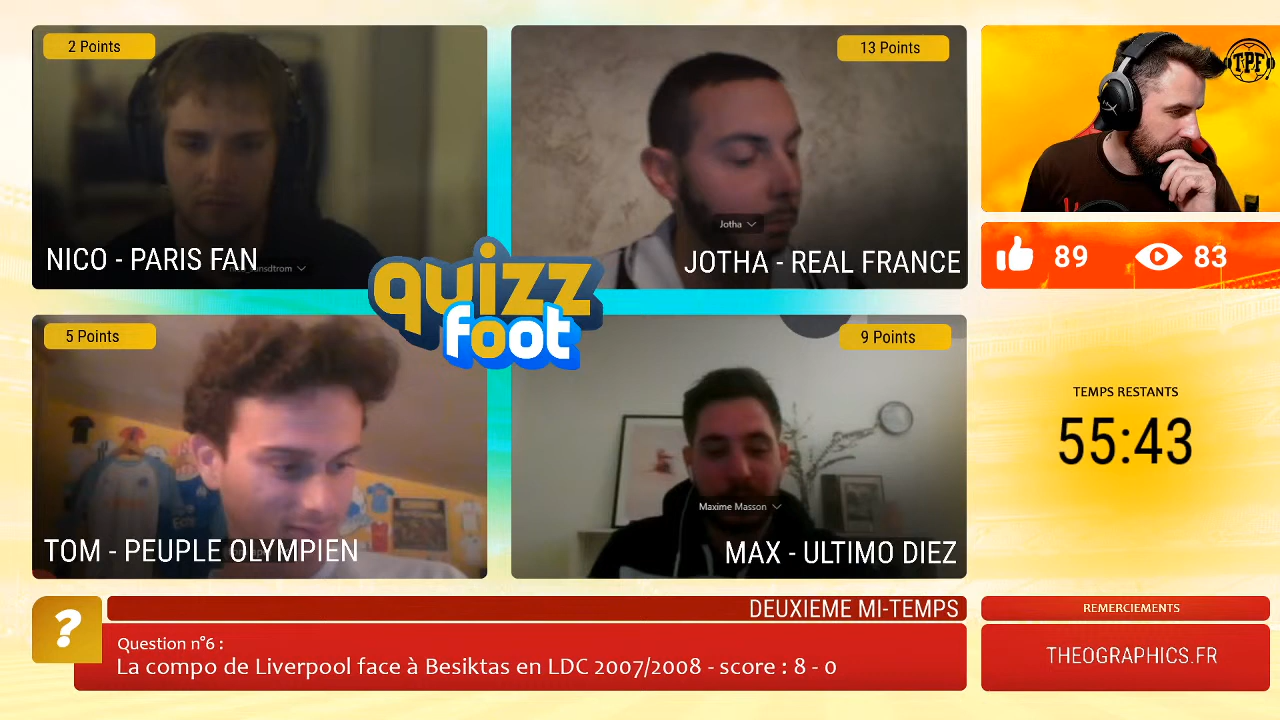 2 Points
13 Points
TPF
Jotha
NICO - PARIS FAN
JOTHA - REAL FRANCE
89
83
quizz
foot
5 Points
9 Points
TEMPS RESTANTS
55:43
Maxime Masson
TOM - PEUPLE OLYMPIEN
MAX - ULTIMO DIEZ
DEUXIEME MI-TEMPS
REMERCIEMENTS
?
Question n°6 :
La compo de Liverpool face à Besiktas en LDC 2007/2008 - score : 8 - 0
THEOGRAPHICS.FR